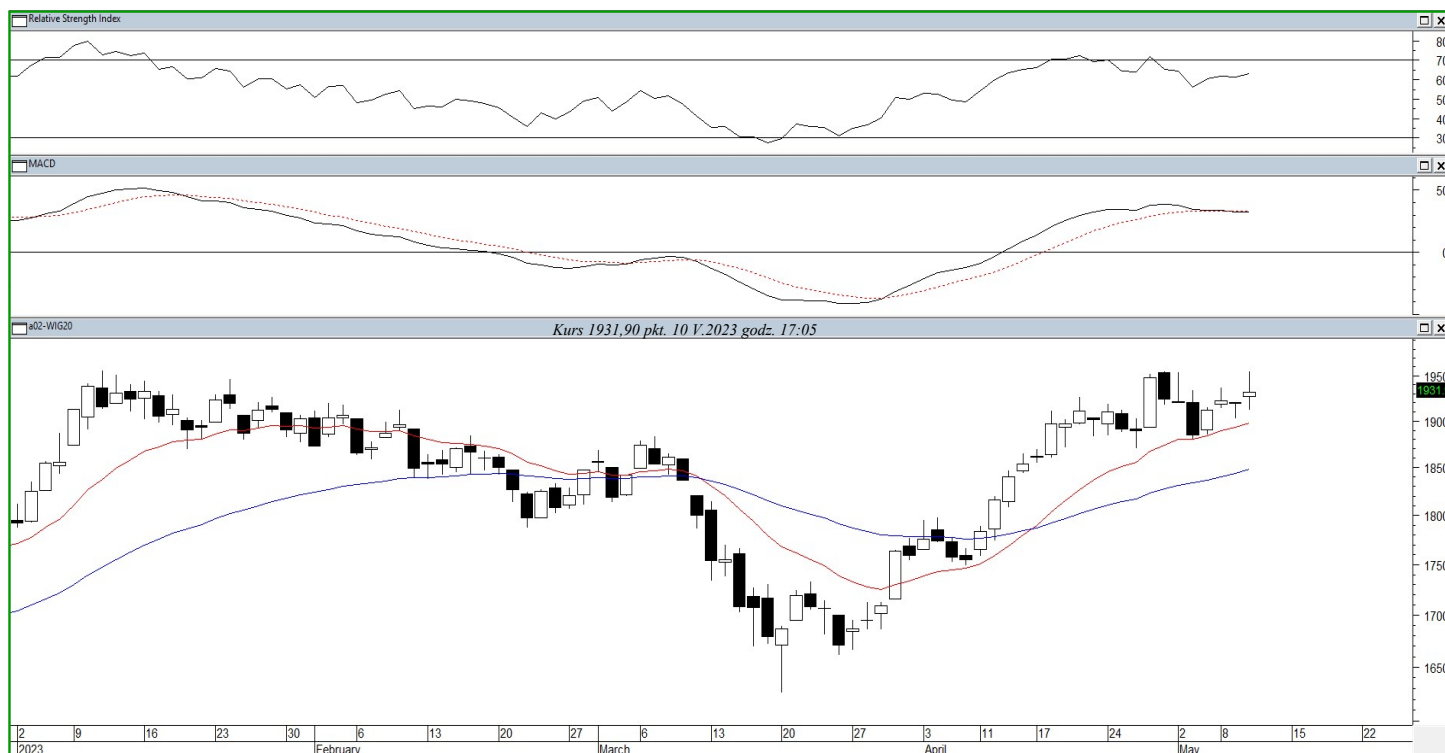 Relative Strength Index
80
70
60
50
40
30
MACD
50
0
a02-WIG20
Kurs 1931,90 pkt. 10 V.2023 godz. 17:05
1950
1931.
1900
1850
1800
1750
1700
1650
2 9 16 23 30 6 13 20 27 6 13 20 27 3 11 17 24 2 8 15 22
2023 February March April May